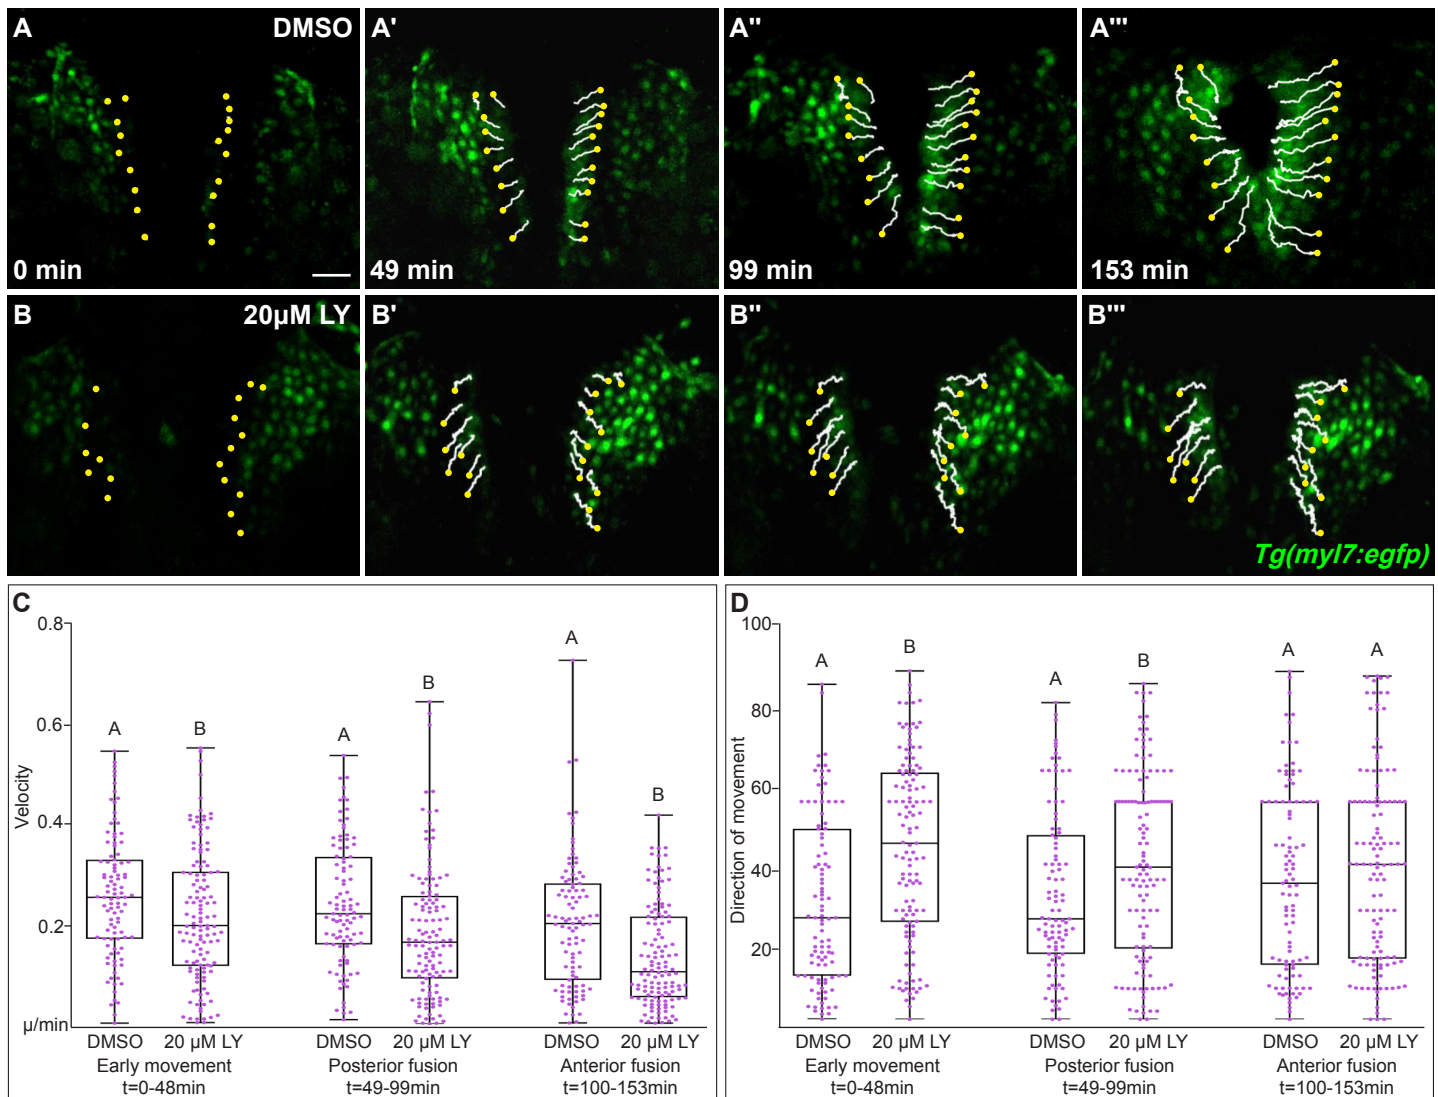 A DMSO
0 min
A'
49 min
A''
99 min
A'''
153 min
B 20µM LY
B'
B''
B'''
Tg(myl7:egfp)
C
0.8
0.6
0.4
0.2
µ/min
Velocity
A B A B A B
DMSO 20 µM LY DMSO 20 µM LY DMSO 20 µM LY
Early movement Posterior fusion Anterior fusion
t=0-48min t=49-99min t=100-153min
D
100
80
60
40
20
Direction of movement
A B A B A A
DMSO 20 µM LY DMSO 20 µM LY DMSO 20 µM LY
Early movement Posterior fusion Anterior fusion
t=0-48min t=49-99min t=100-153min